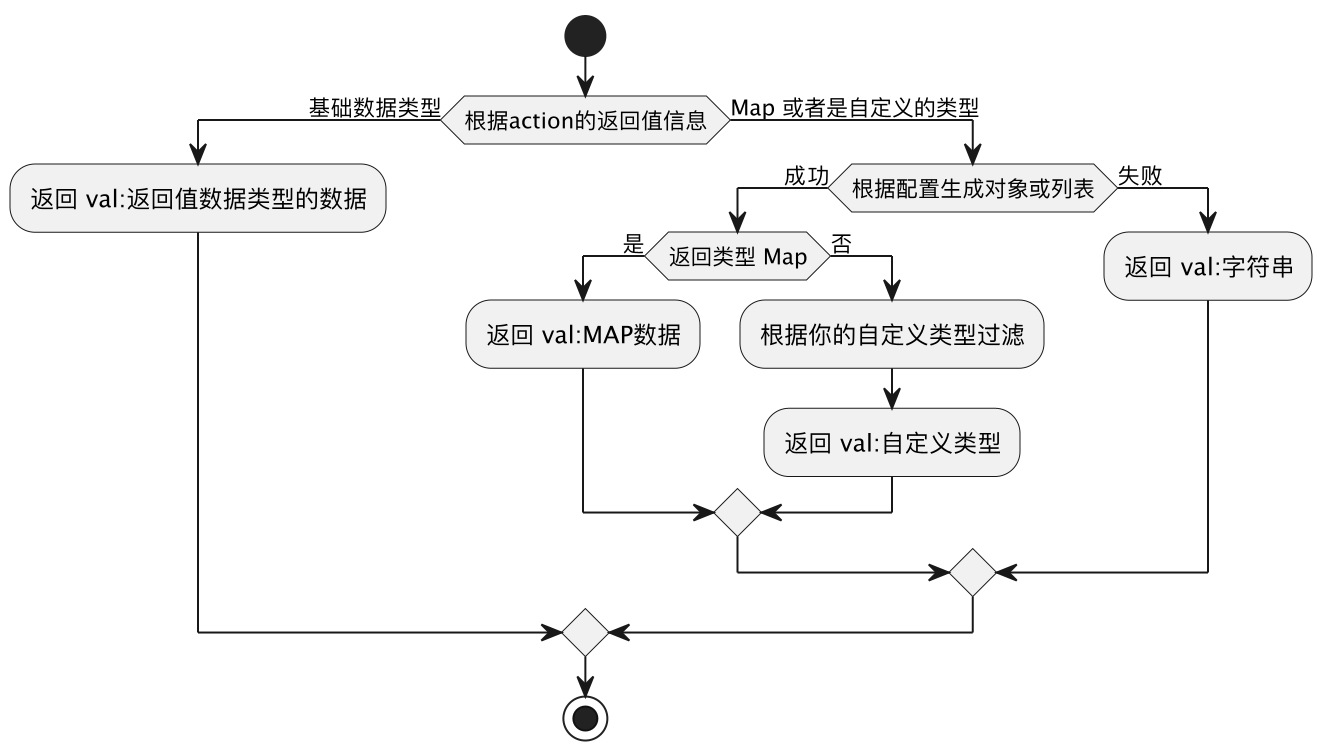 基础数据类型
根据action的返回值信息
Map 或者是自定义的类型
返回 val:返回值数据类型的数据
成功
根据配置生成对象或列表
失败
是
返回类型 Map
否
返回 val:字符串
返回 val:MAP数据
根据你的自定义类型过滤
返回 val:自定义类型